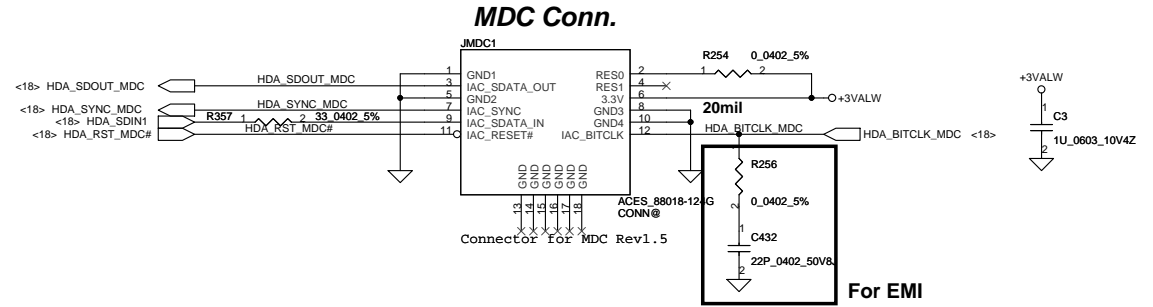 MDC Conn.
JMDC1
1 GND1
3 IAC_SDATA_OUT
5 GND2
7 IAC_SYNC
9 IAC_SDATA_IN
11 IAC_RESET#
RES0 2
RES1 4
3.3V 6
GND3 8
GND4 10
IAC_BITCLK 12
GND GND GND GND GND GND
13 14 15 16 17 18
<18> HDA_SDOUT_MDC
HDA_SDOUT_MDC
<18> HDA_SYNC_MDC
HDA_SYNC_MDC
<18> HDA_SDIN1
R357 1 2 33_0402_5%
<18> HDA_RST_MDC#
HDA_RST_MDC#
R254 0_0402_5%
1 2
+3VALW
20mil
HDA_BITCLK_MDC
HDA_BITCLK_MDC <18>
ACES_88018-124G
CONN@
Connector for MDC Rev1.5
1
R256
2 0_0402_5%
1
C432
22P_0402_50V8J
2
For EMI
+3VALW
1
C3
1U_0603_10V4Z
2